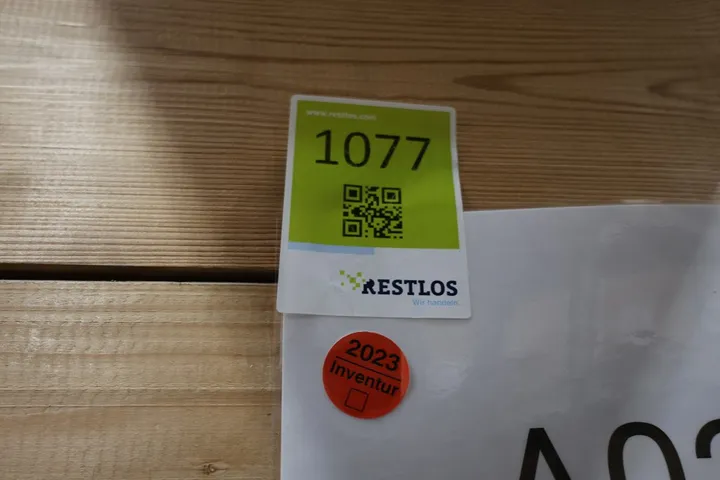 www.restlos.com
1077
RESTLOS
Wir handeln.
2023
Inventur